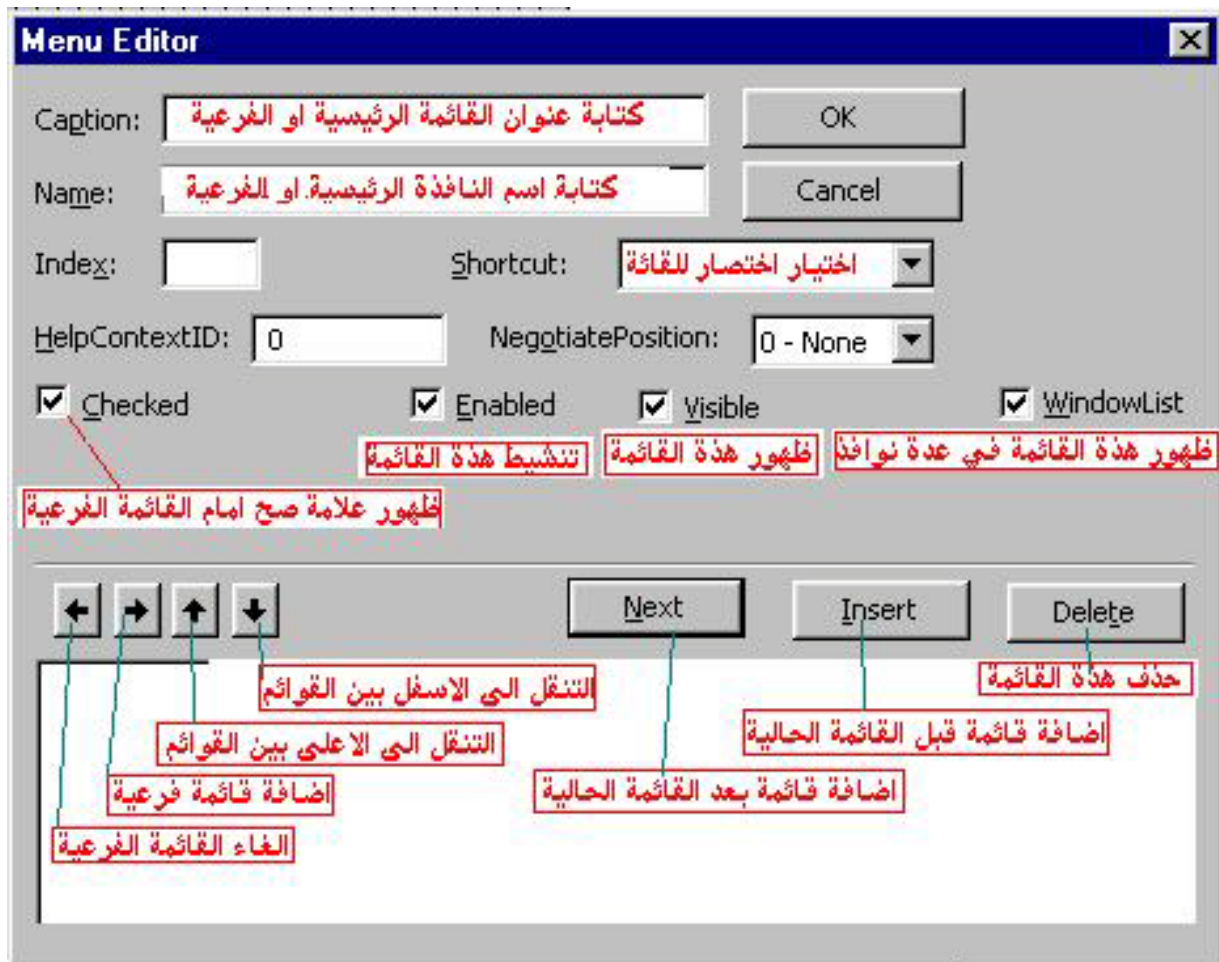 Menu Editor
Caption: كتابة عنوان القائمة الرئيسية او الفرعية OK
Name: كتابة اسم النافذة الرئيسية او الفرعية Cancel
Index: Shortcut: اختيار اختصار للقائة
HelpContextID: 0 NegotiatePosition: 0 - None
Checked Enabled Visible WindowList
تنشيط هذة القائمة ظهور هذة القائمة ظهور هذة القائمة في عدة نوافذ
ظهور علامة صح امام القائمة الفرعية
Next Insert Delete
التنقل الى الاسفل بين القوائم حذف هذة القائمة
التنقل الى الاعلى بين القوائم اضافة قائمة قبل القائمة الحالية
اضافة قائمة فرعية اضافة قائمة بعد القائمة الحالية
الغاء القائمة الفرعية